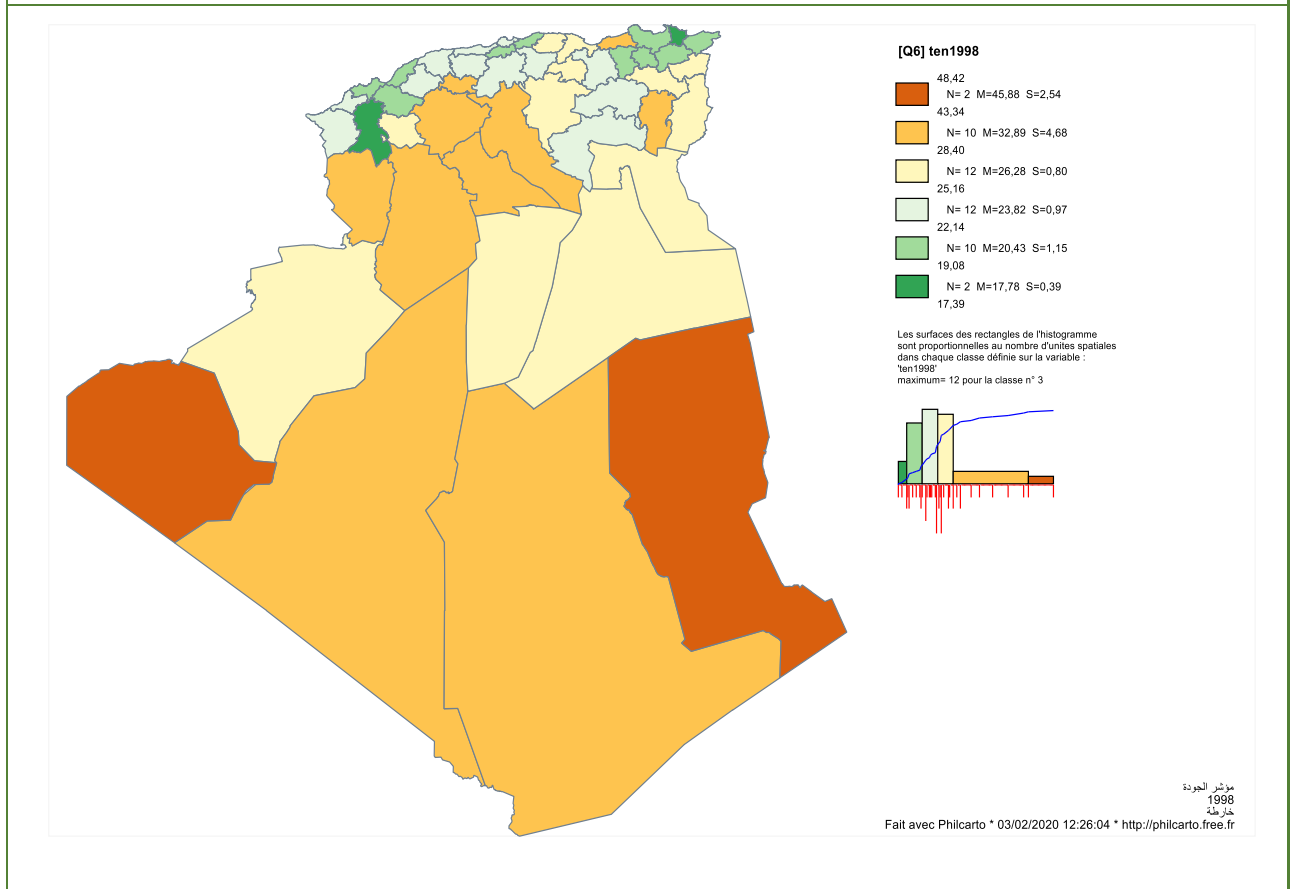 [Q6] ten1998
48,42
N= 2 M=45,88 S=2,54
43,34
N= 10 M=32,89 S=4,68
28,40
N= 12 M=26,28 S=0,80
25,16
N= 12 M=23,82 S=0,97
22,14
N= 10 M=20,43 S=1,15
19,08
N= 2 M=17,78 S=0,39
17,39
Les surfaces des rectangles de l'histogramme
sont proportionnelles au nombre d'unites spatiales
dans chaque classe définie sur la variable :
'ten1998'
maximum= 12 pour la classe n° 3
مؤشر الجودة
1998
خارطة
Fait avec Philcarto * 03/02/2020 12:26:04 * http://philcarto.free.fr